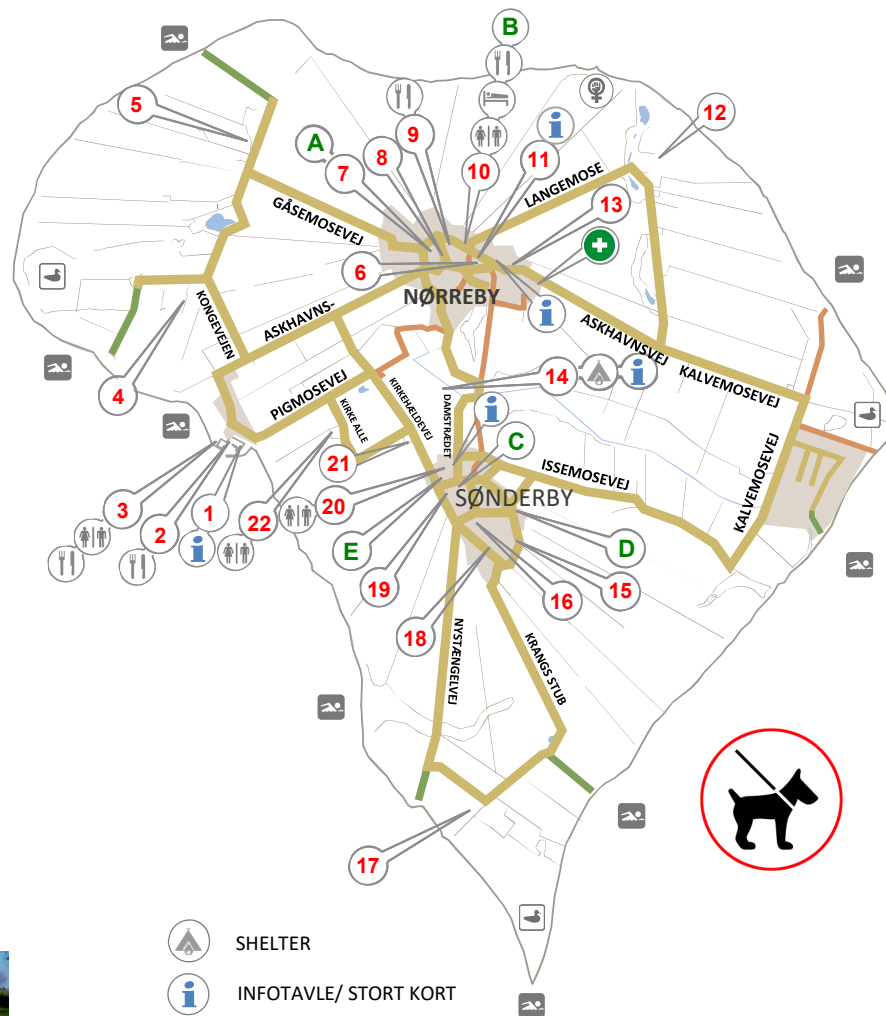 B
5
12
A
8
9
7
10
11
LANGEMOSE
13
GÅSEMOSEVEJ
6
NØRREBY
KONGEVEJEN
ASKHAVNS-
ASKHAVNSVEJ
KALVEMOSEVEJ
4
PIGMOSEVEJ
KIRKEHÆLDEVEJ
14
DAMSTRÆDET
KIRKE ALLE
C
21
ISSEMOSEVEJ
KALVEMOSEVEJ
SØNDERBY
3
2
1
22
20
E
D
19
16
15
18
NYSTÆNGELVEJ
KRANGS STUB
17
SHELTER
INFOTAVLE/ STORT KORT